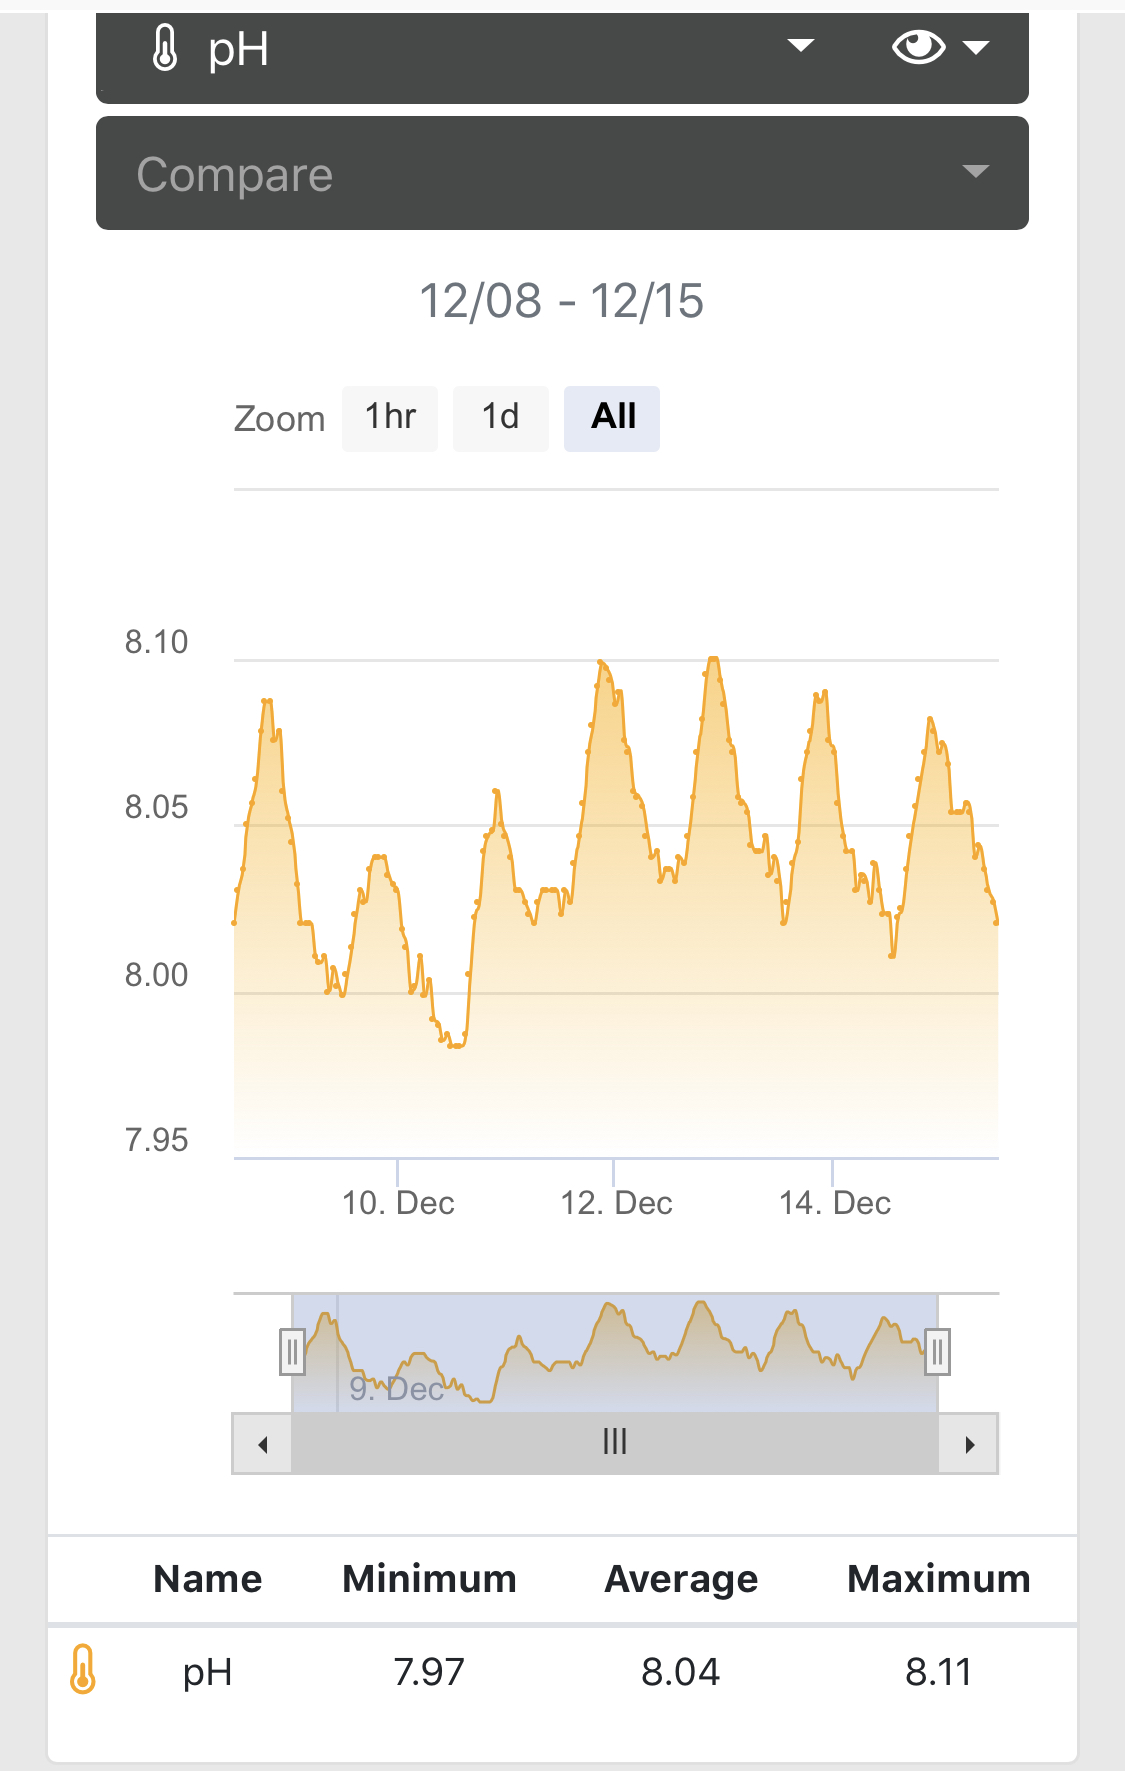 pH
Compare
12/08 - 12/15
Zoom 1hr 1d All
8.10
8.05
8.00
7.95
10. Dec 12. Dec 14. Dec
9. Dec
Name Minimum Average Maximum
pH 7.97 8.04 8.11